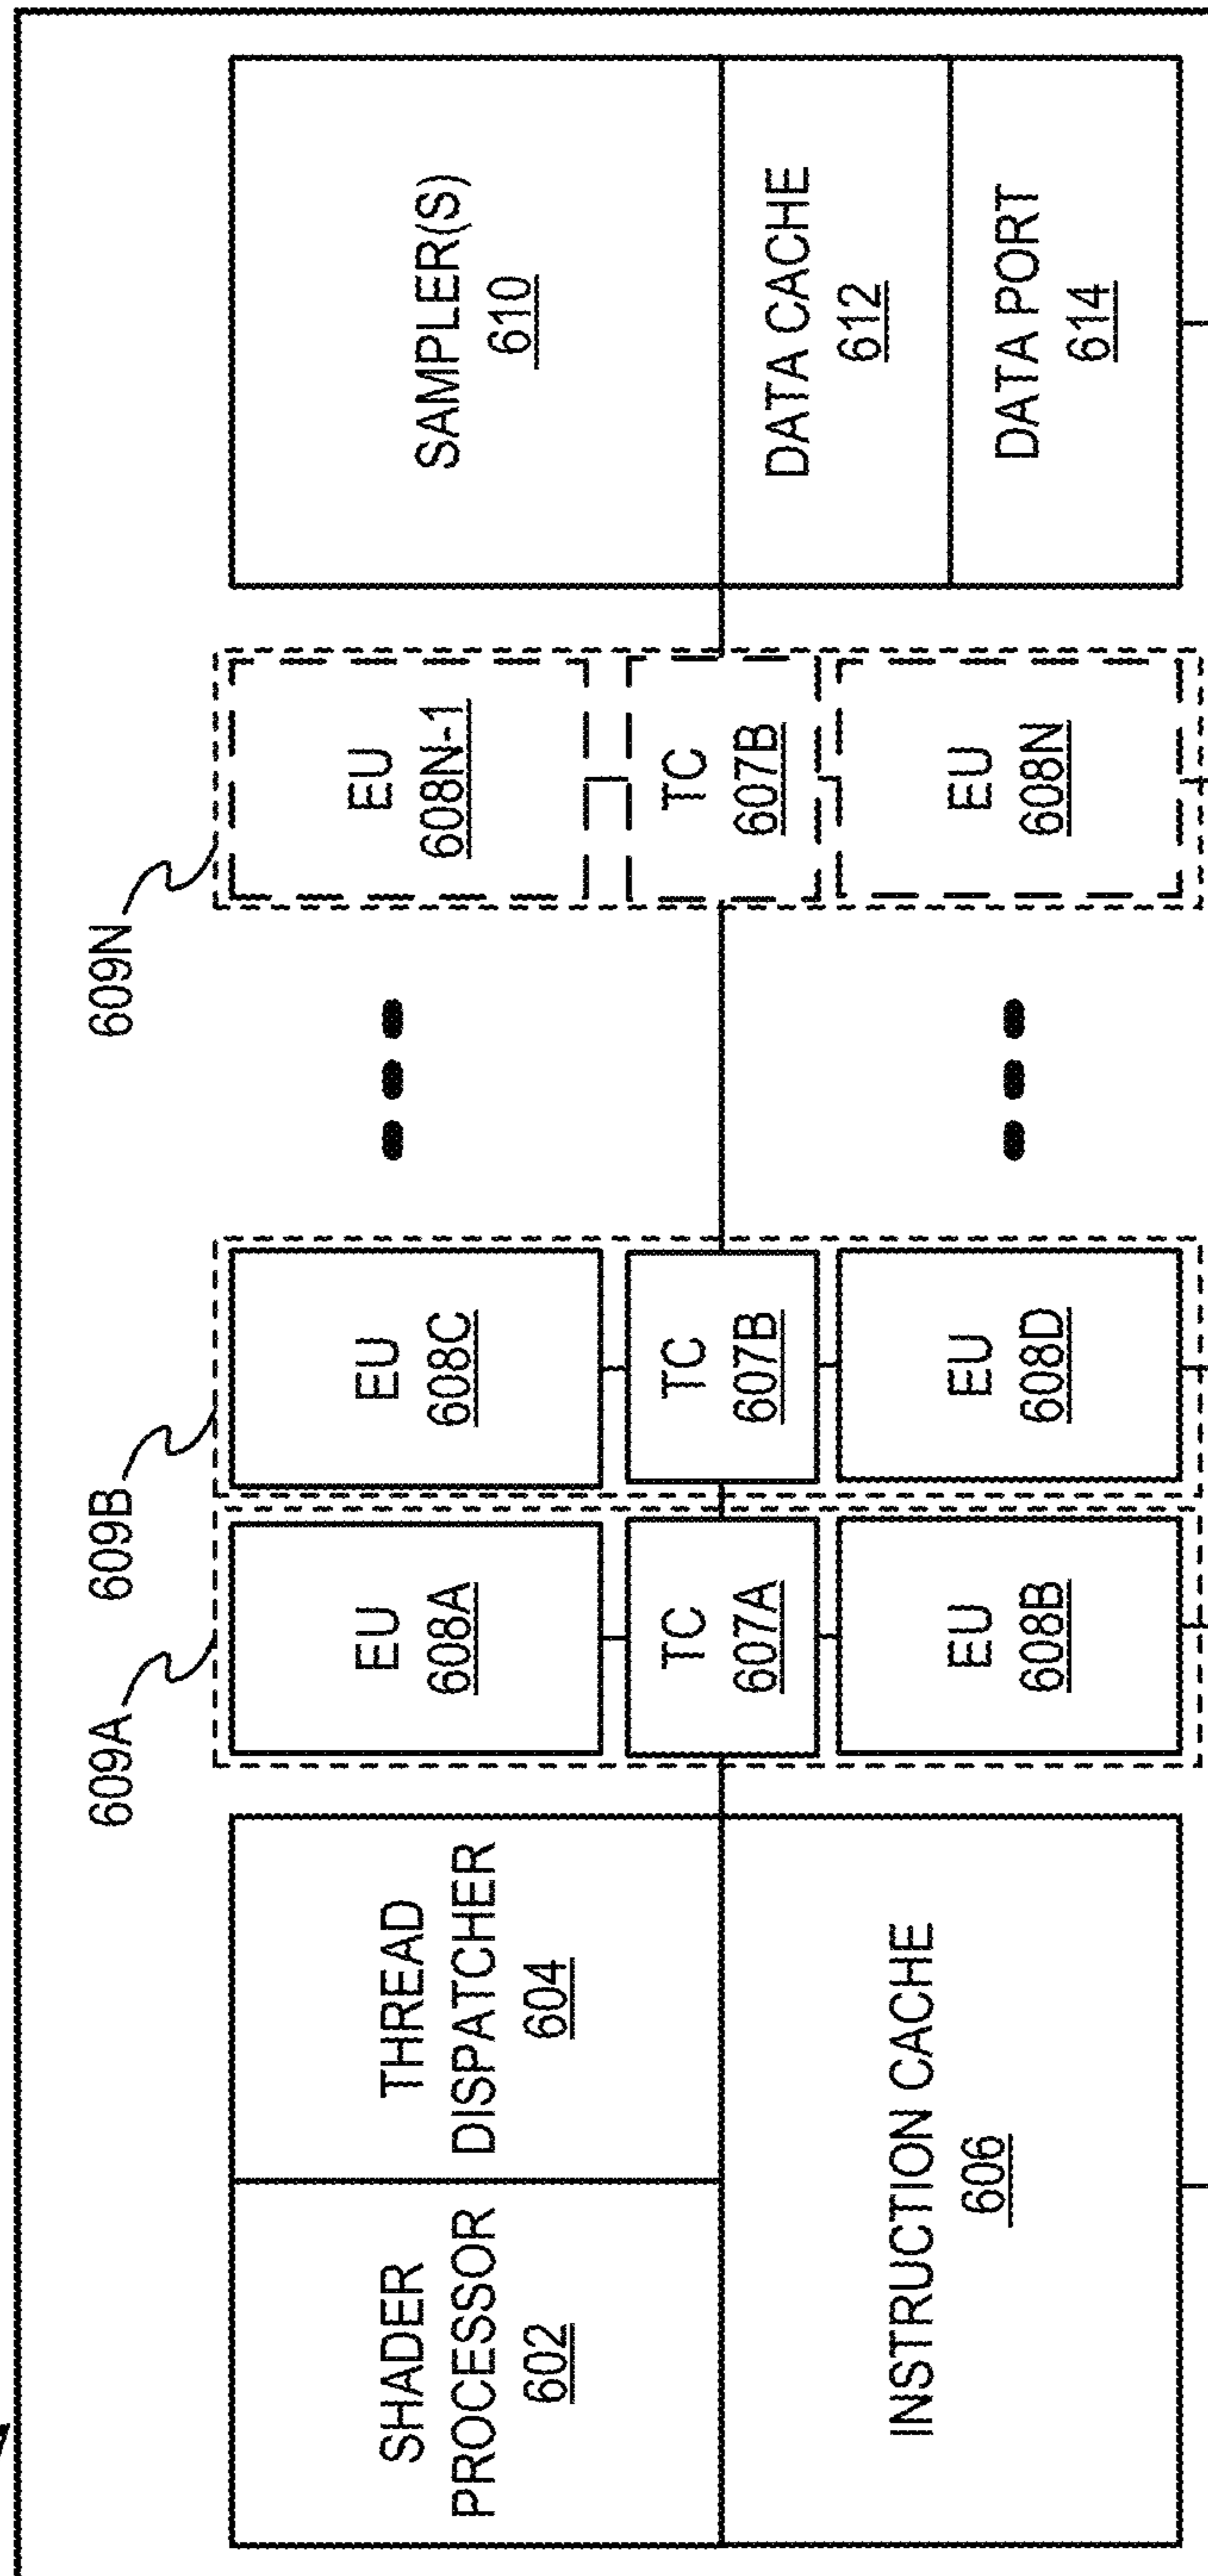 609A
609B
609N
SHADER
PROCESSOR
602
THREAD
DISPATCHER
604
INSTRUCTION CACHE
606
EU
608A
TC
607A
EU
608B
EU
608C
TC
607B
EU
608D
EU
608N-1
TC
607B
EU
608N
SAMPLER(S)
610
DATA CACHE
612
DATA PORT
614